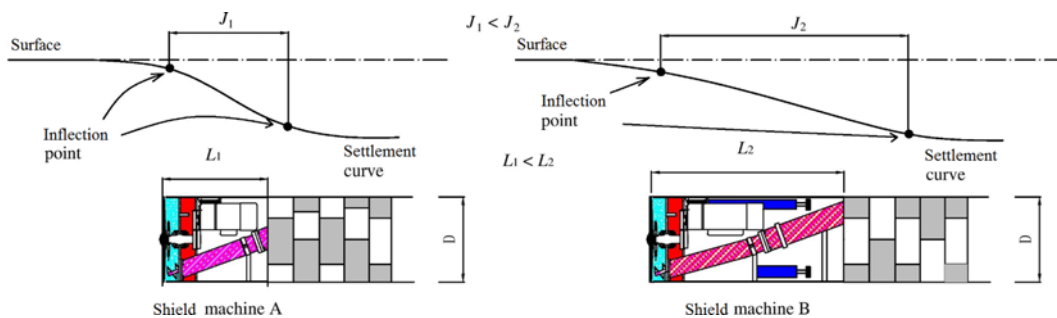 J1
J1 < J2
J2
Surface
Surface
Inflection
point
Inflection
point
L1
Settlement
curve
L1 < L2
L2
Settlement
curve
D
D
Shield machine A
Shield machine B